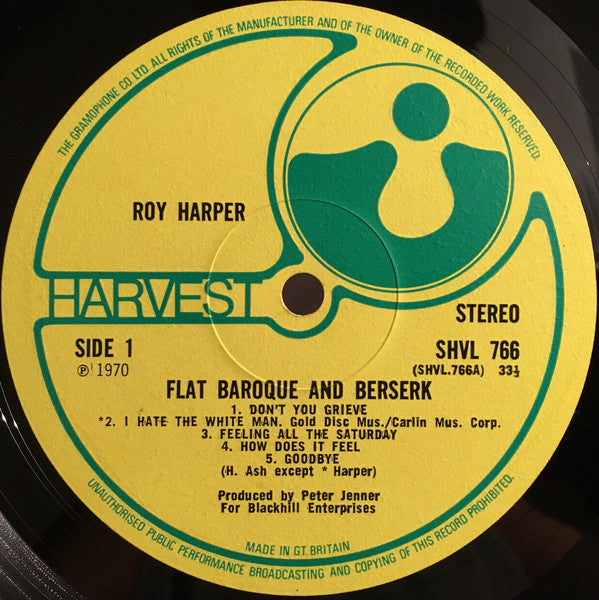 THE GRAMOPHONE CO. LTD. ALL RIGHTS OF THE MANUFACTURER AND OF THE OWNER OF THE RECORDED WORK RESERVED.
ROY HARPER
HARVEST
STEREO
SIDE 1
SHVL 766
℗ 1970
(SHVL.766A) 33⅓
FLAT BAROQUE AND BERSERK
1. DON'T YOU GRIEVE
*2. I HATE THE WHITE MAN. Gold Disc Mus./Carlin Mus. Corp.
3. FEELING ALL THE SATURDAY
4. HOW DOES IT FEEL
5. GOODBYE
(H. Ash except * Harper)
Produced by Peter Jenner
For Blackhill Enterprises
MADE IN GT. BRITAIN
UNAUTHORISED PUBLIC PERFORMANCE BROADCASTING AND COPYING OF THIS RECORD PROHIBITED.